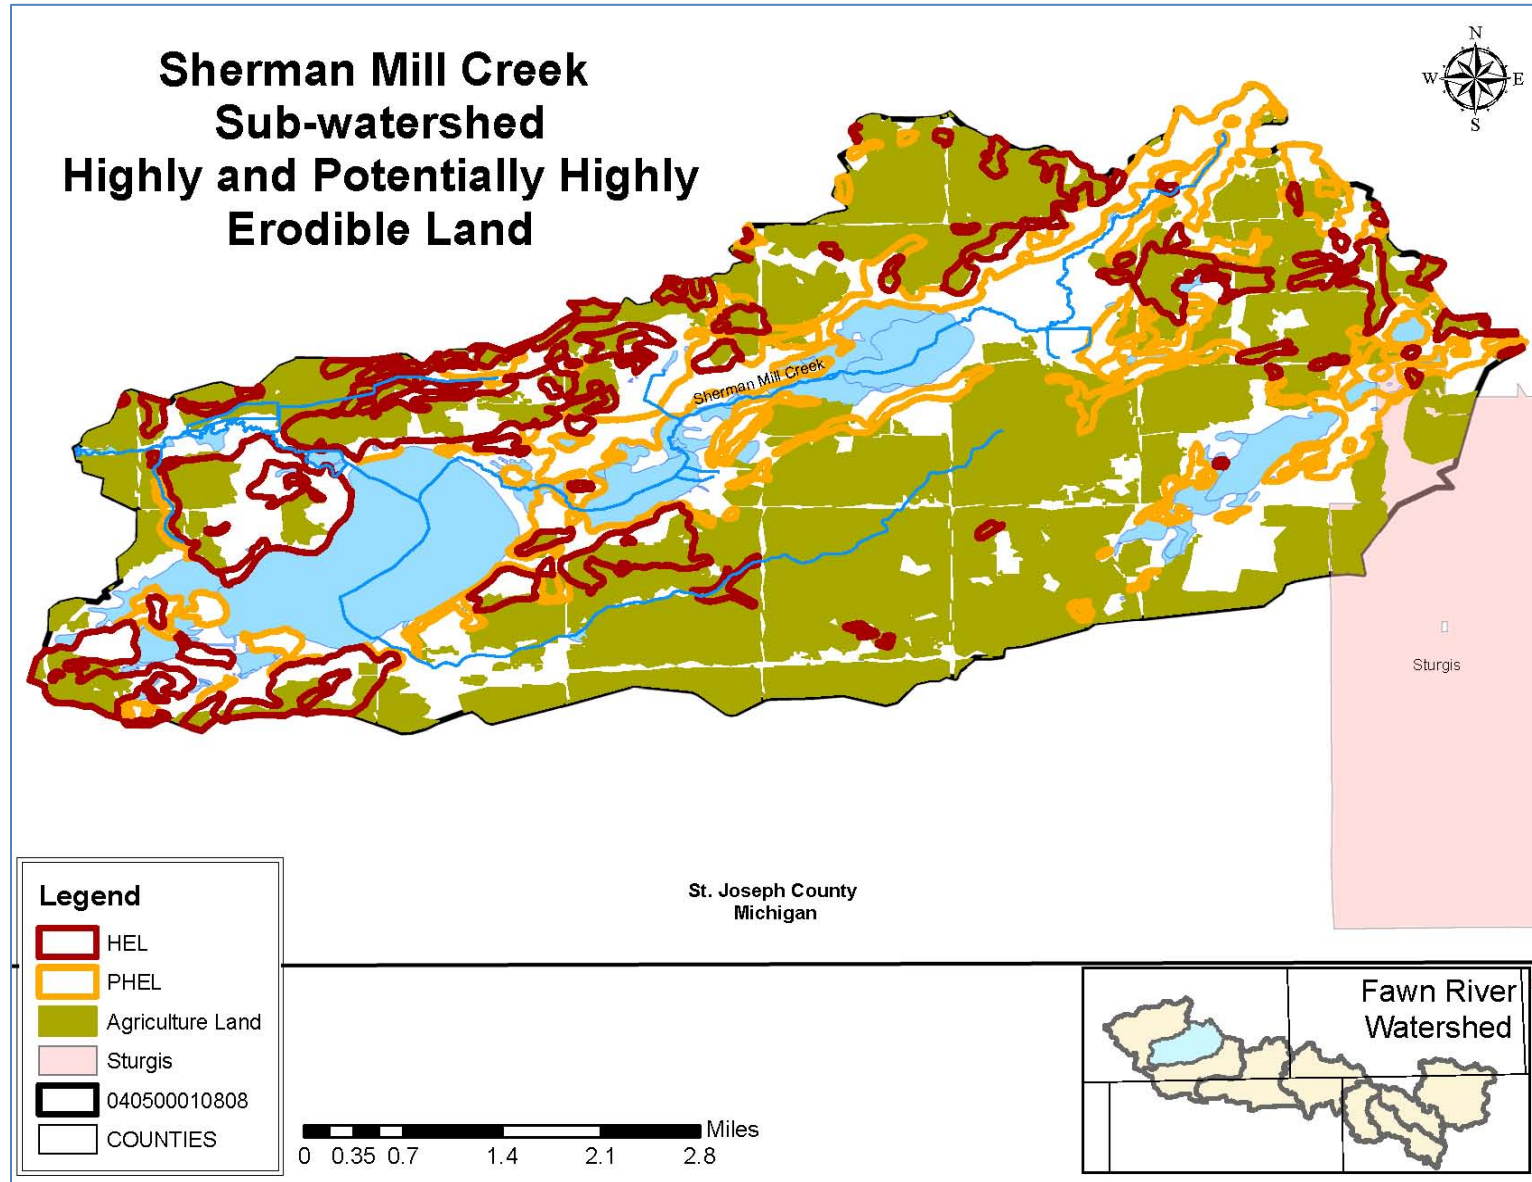 Sherman Mill Creek
Sub-watershed
Highly and Potentially Highly
Erodible Land
N
W
E
S
Sherman Mill Creek
Sturgis
St. Joseph County
Michigan
Legend
HEL
PHEL
Agriculture Land
Sturgis
040500010808
COUNTIES
Miles
0 0.35 0.7 1.4 2.1 2.8
Fawn River
Watershed